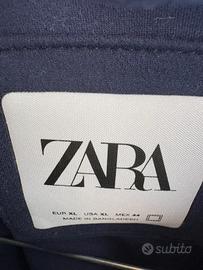 ZARA
EUR XL USA XL MEX 44
MADE IN BANGLADESH
subito